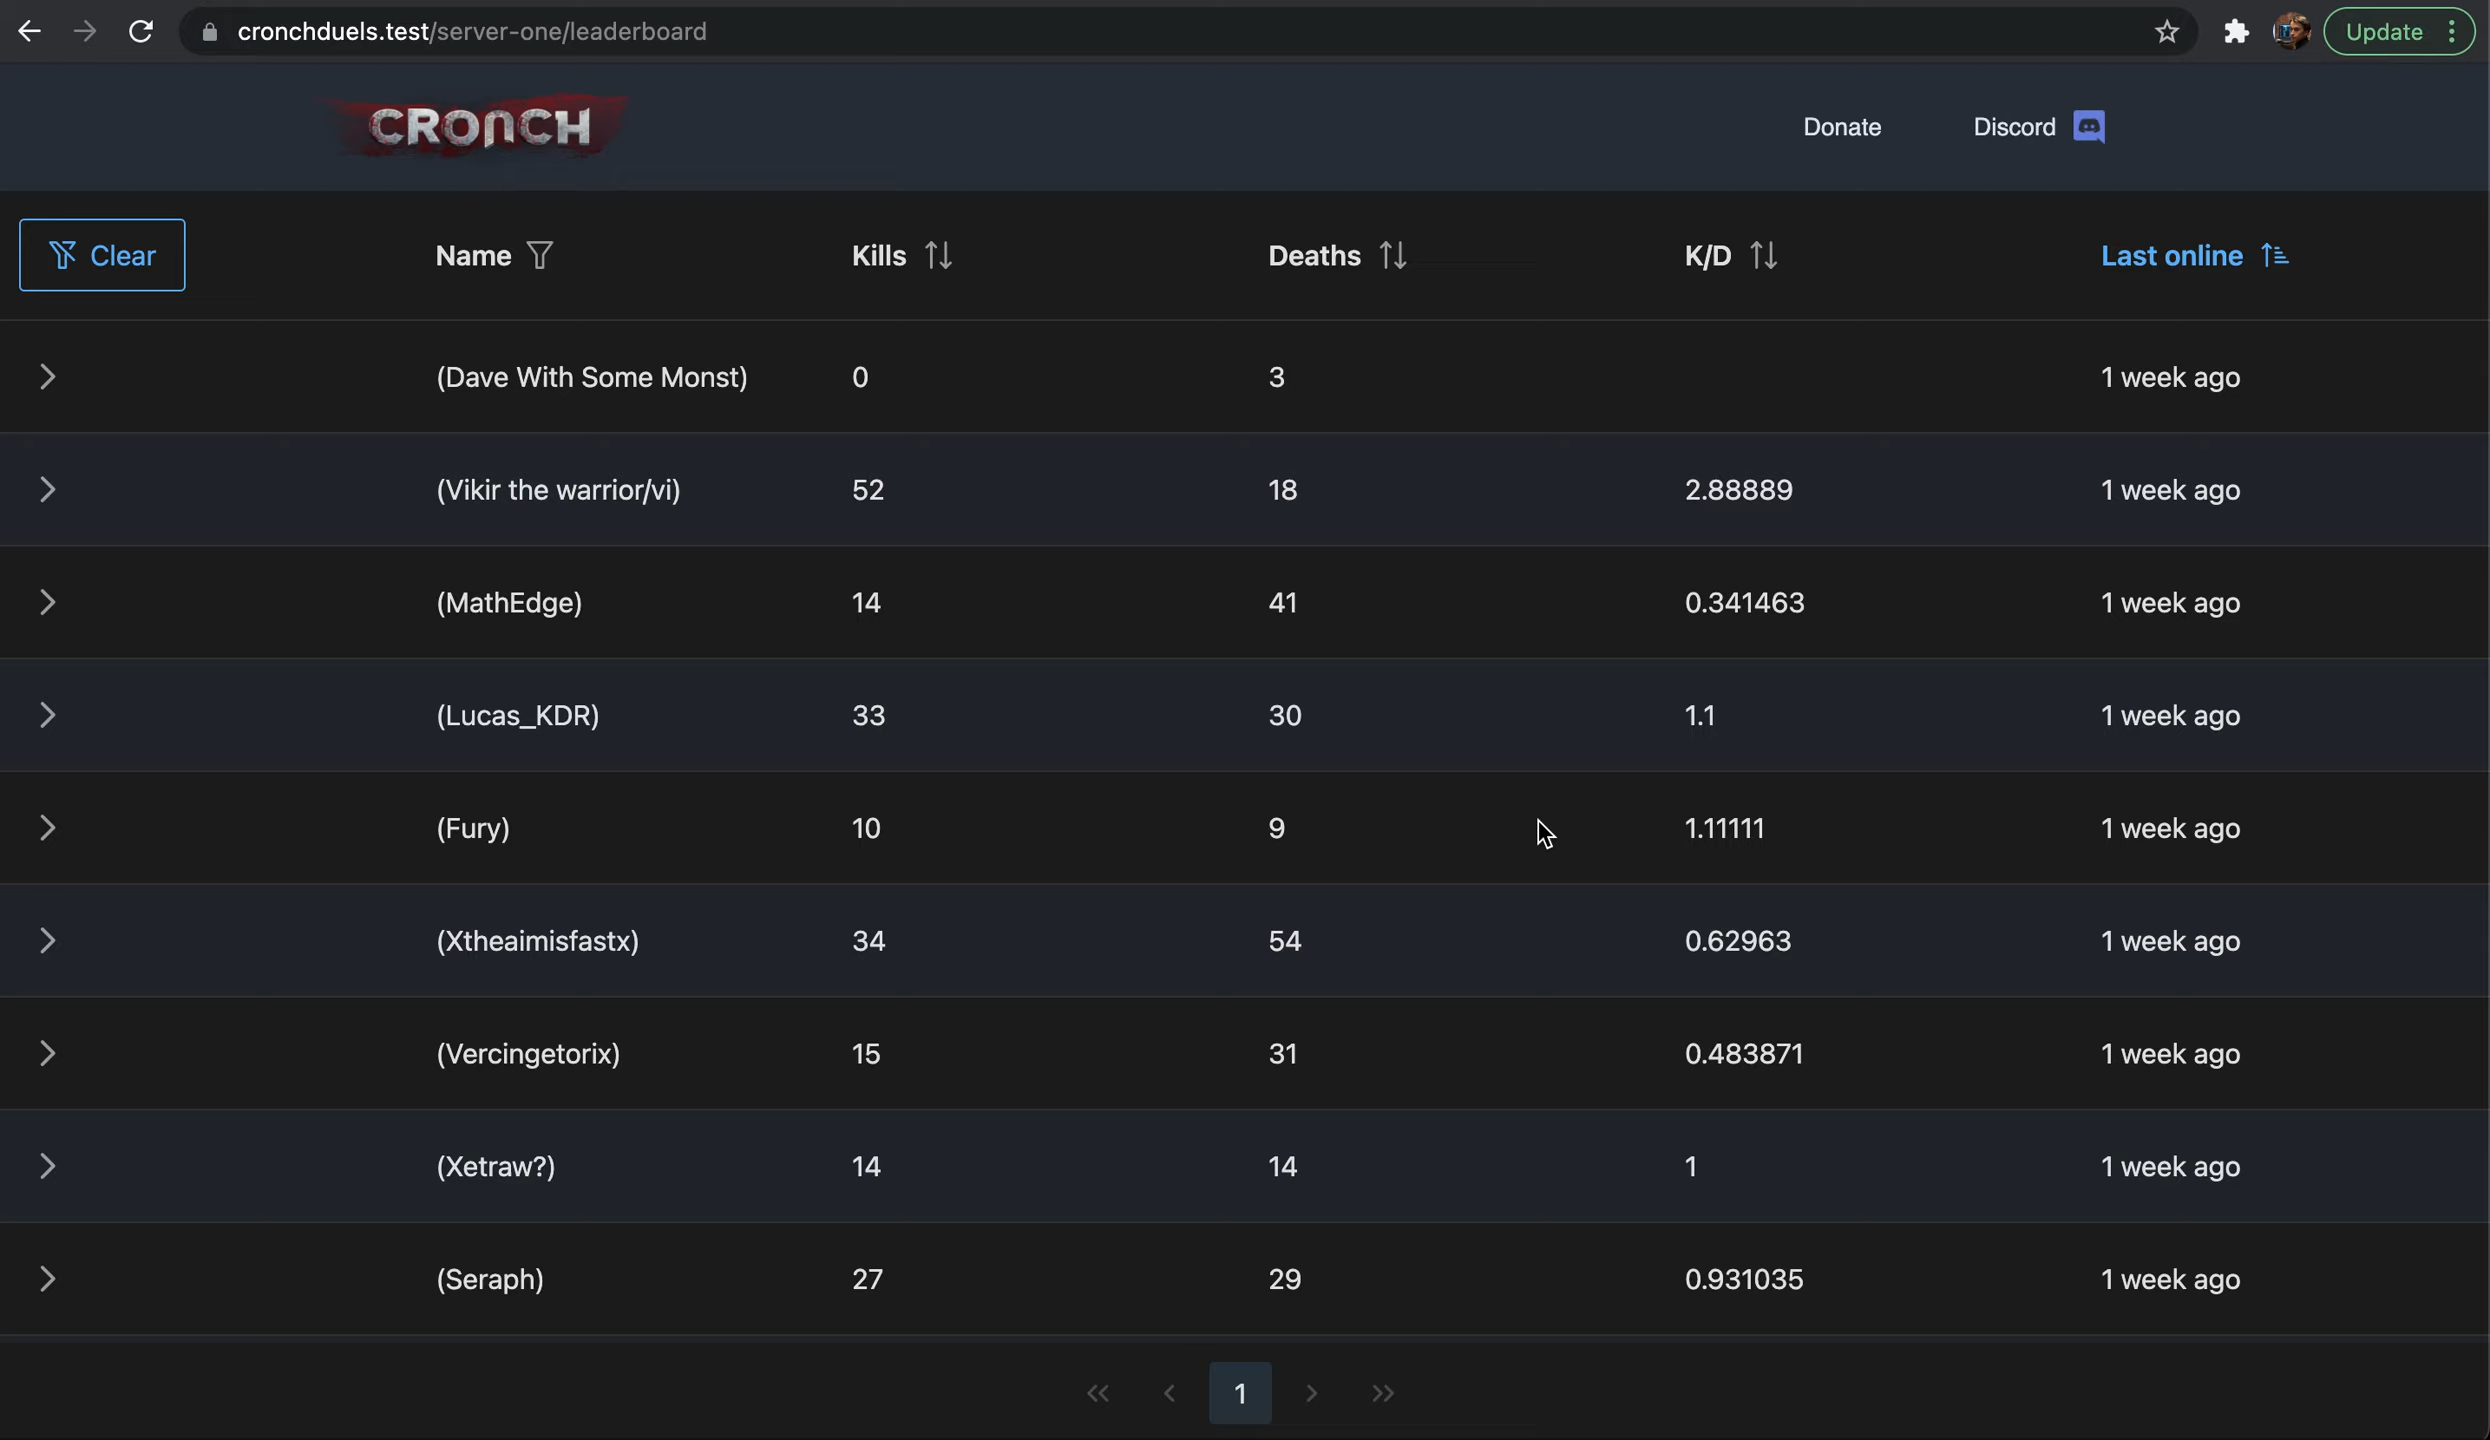 cronchduels.test/server-one/leaderboard
Update
CRONCH
Donate
Discord
Clear
Name
Kills
Deaths
K/D
Last online
(Dave With Some Monst) 0 3 1 week ago
(Vikir the warrior/vi) 52 18 2.88889 1 week ago
(MathEdge) 14 41 0.341463 1 week ago
(Lucas_KDR) 33 30 1.1 1 week ago
(Fury) 10 9 1.11111 1 week ago
(Xtheaimisfastx) 34 54 0.62963 1 week ago
(Vercingetorix) 15 31 0.483871 1 week ago
(Xetraw?) 14 14 1 1 week ago
(Seraph) 27 29 0.931035 1 week ago
1